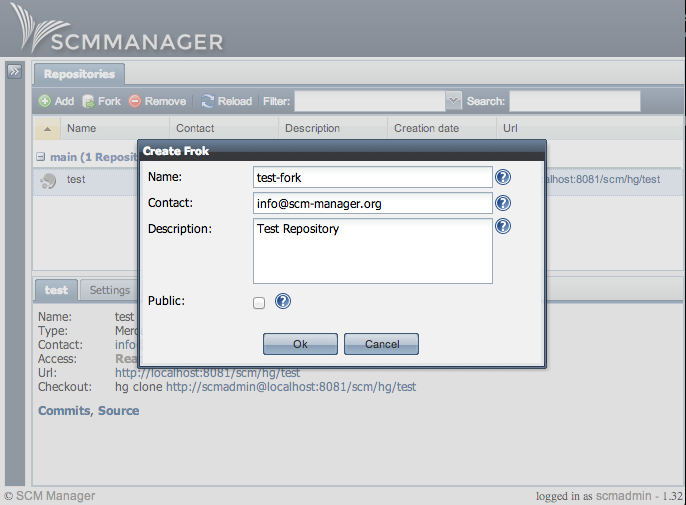 SCMMANAGER
Repositories
Add Fork Remove Reload Filter: Search:
Name Contact Description Creation date Url
main (1 Reposit
test localhost:8081/scm/hg/test
Create Frok
Name: test-fork
Contact: info@scm-manager.org
Description: Test Repository
Public:
Ok Cancel
test Settings
Name: test
Type: Merc
Contact: info
Access: Rea
Url: http://localhost:8081/scm/hg/test
Checkout: hg clone http://scmadmin@localhost:8081/scm/hg/test
Commits, Source
© SCM Manager logged in as scmadmin - 1.32